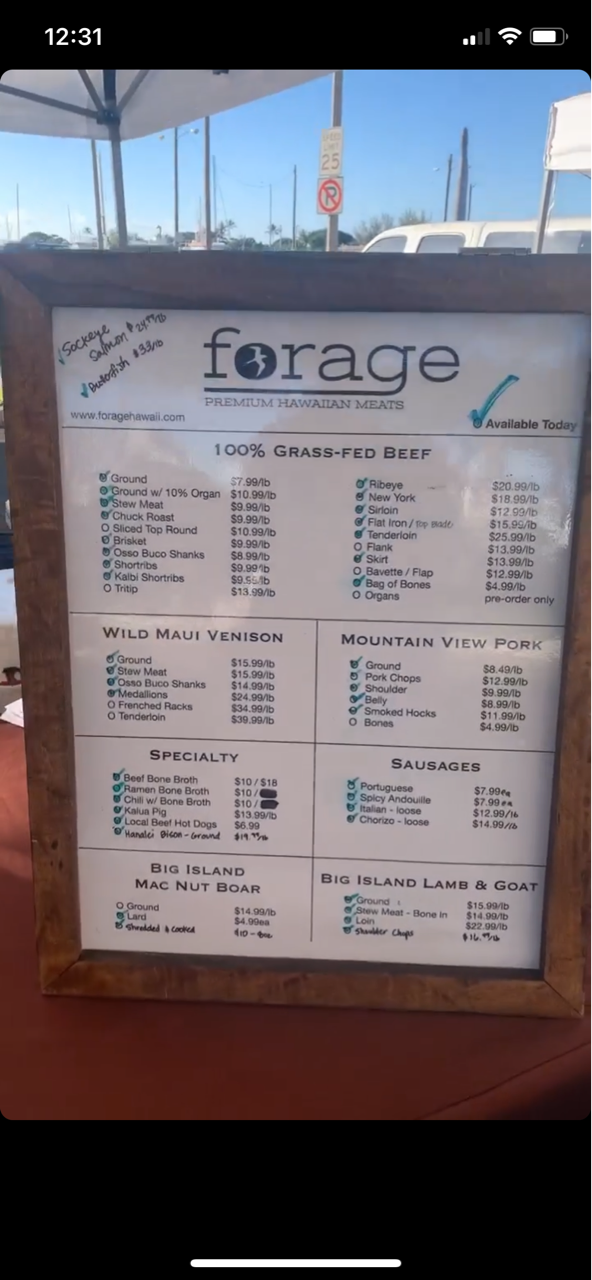 12:31
SPEED
LIMIT
25
P
Sockeye
Salmon $24.99/lb
Butterfish $33/lb
forage
PREMIUM HAWAIIAN MEATS
www.foragehawaii.com
Available Today
100% GRASS-FED BEEF
Ground $7.99/lb
Ground w/ 10% Organ $10.99/lb
Stew Meat $9.99/lb
Chuck Roast $9.99/lb
Sliced Top Round $10.99/lb
Brisket $9.99/lb
Osso Buco Shanks $8.99/lb
Shortribs $9.99/lb
Kalbi Shortribs $9.99/lb
Tritip $13.99/lb
Ribeye $20.99/lb
New York $18.99/lb
Sirloin $12.99/lb
Flat Iron / Top Blade $15.99/lb
Tenderloin $25.99/lb
Flank $13.99/lb
Skirt $13.99/lb
Bavette / Flap $12.99/lb
Bag of Bones $4.99/lb
Organs pre-order only
WILD MAUI VENISON
Ground $15.99/lb
Stew Meat $15.99/lb
Osso Buco Shanks $14.99/lb
Medallions $24.99/lb
Frenched Racks $34.99/lb
Tenderloin $39.99/lb
MOUNTAIN VIEW PORK
Ground $8.49/lb
Pork Chops $12.99/lb
Shoulder $9.99/lb
Belly $8.99/lb
Smoked Hocks $11.99/lb
Bones $4.99/lb
SPECIALTY
Beef Bone Broth $10 / $18
Ramen Bone Broth $10 /
Chili w/ Bone Broth $10 /
Kalua Pig $13.99/lb
Local Beef Hot Dogs $6.99
Hanalei Bison - Ground $19.99/lb
SAUSAGES
Portuguese $7.99ea
Spicy Andouille $7.99ea
Italian - loose $12.99/lb
Chorizo - loose $14.99/lb
BIG ISLAND
MAC NUT BOAR
Ground $14.99/lb
Lard $4.99ea
Shredded & Cooked $10 -
BIG ISLAND LAMB & GOAT
Ground $15.99/lb
Stew Meat - Bone In $14.99/lb
Loin $22.99/lb
Shoulder Chops $16.99/lb